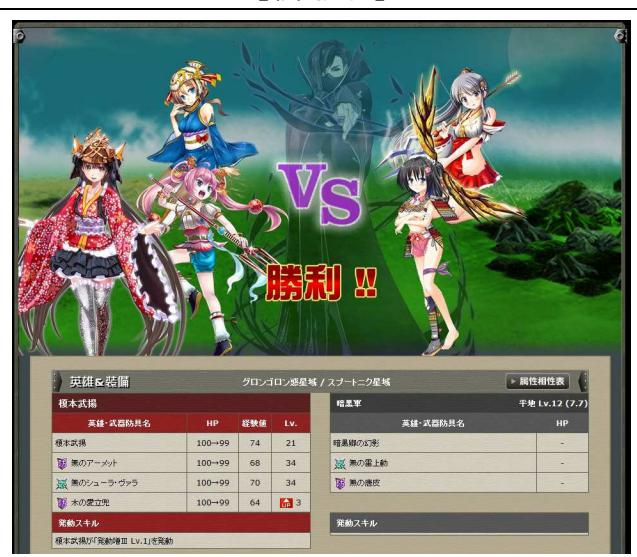 VS
勝利 !!
英雄&装備
グロンゴロン惑星域 / スプートニク星域
属性相性表
榎本武揚
英雄・武器防具名 HP 経験値 Lv.
榎本武揚 100→99 74 21
無のアーメット 100→99 68 34
無のシューラ・ヴァラ 100→99 70 34
木の愛立兜 100→99 64 UP 3
発動スキル
榎本武揚が「発動増III Lv.1」を発動
暗黒軍 平地 Lv.12 (7.7)
英雄・武器防具名 HP
暗黒卿の幻影 -
無の雷上動 -
無の鹿皮 -
発動スキル